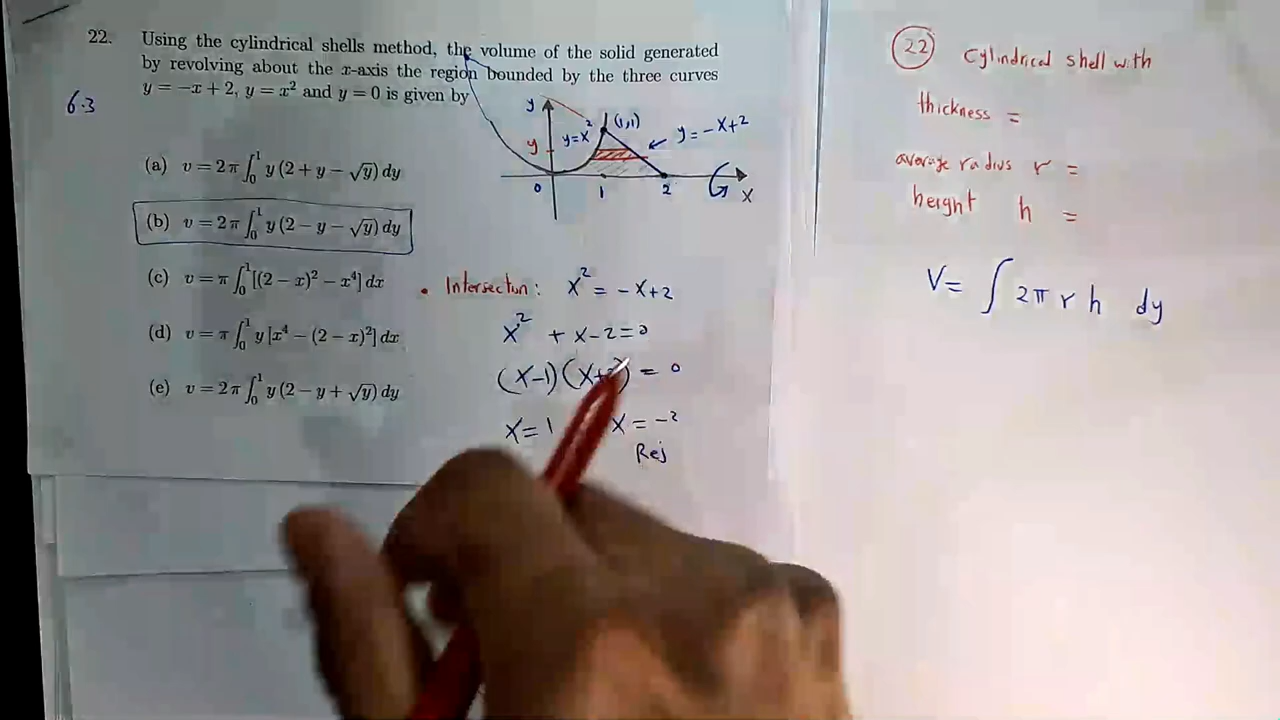 22. Using the cylindrical shells method, the volume of the solid generated
by revolving about the x-axis the region bounded by the three curves
y = −x + 2, y = x² and y = 0 is given by
6.3
(a) v = 2π ∫₀¹ y(2 + y − √y) dy
(b) v = 2π ∫₀¹ y(2 − y − √y) dy
(c) v = π ∫₀¹ [(2 − x)² − x⁴] dx
(d) v = π ∫₀¹ y [x⁴ − (2 − x)²] dx
(e) v = 2π ∫₀¹ y(2 − y + √y) dy
y
(1,1)
y=x²
y=-x+2
y
0
1
2
x
• Intersection: x² = -x+2
x² + x-2=0
(x-1)(x+ ) = 0
x=1 x = -2
Rej
22 Cylindrical shell with
thickness =
average radius r =
height h =
V= ∫ 2π r h dy